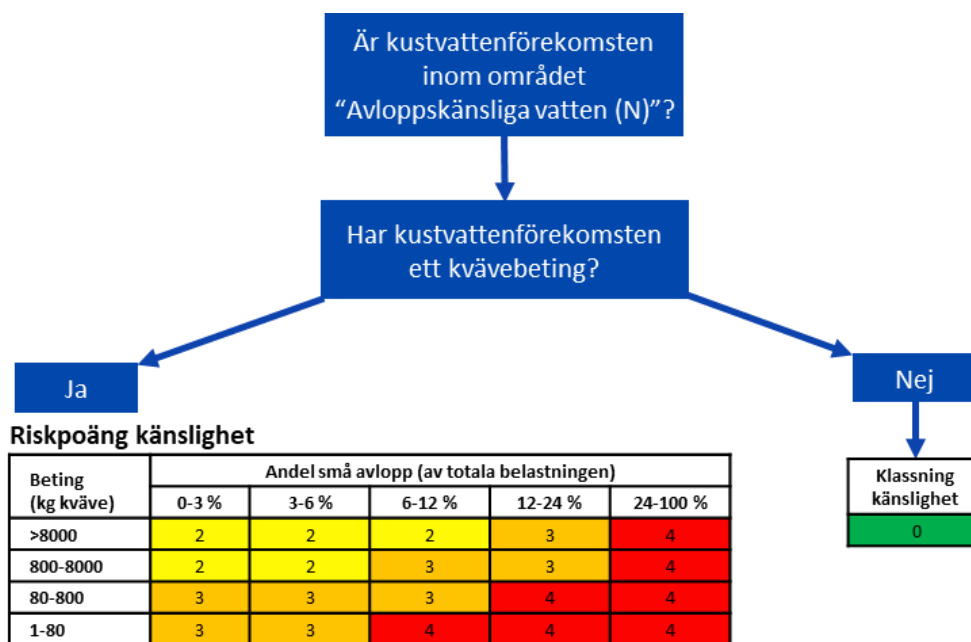 Är kustvattenförekomsten
inom området
“Avloppskänsliga vatten (N)”?
Har kustvattenförekomsten
ett kvävebeting?
Ja
Nej
Riskpoäng känslighet
Beting
(kg kväve)
Andel små avlopp (av totala belastningen)
0-3 % 3-6 % 6-12 % 12-24 % 24-100 %
>8000 2 2 2 3 4
800-8000 2 2 3 3 4
80-800 3 3 3 4 4
1-80 3 3 4 4 4
Klassning
känslighet
0